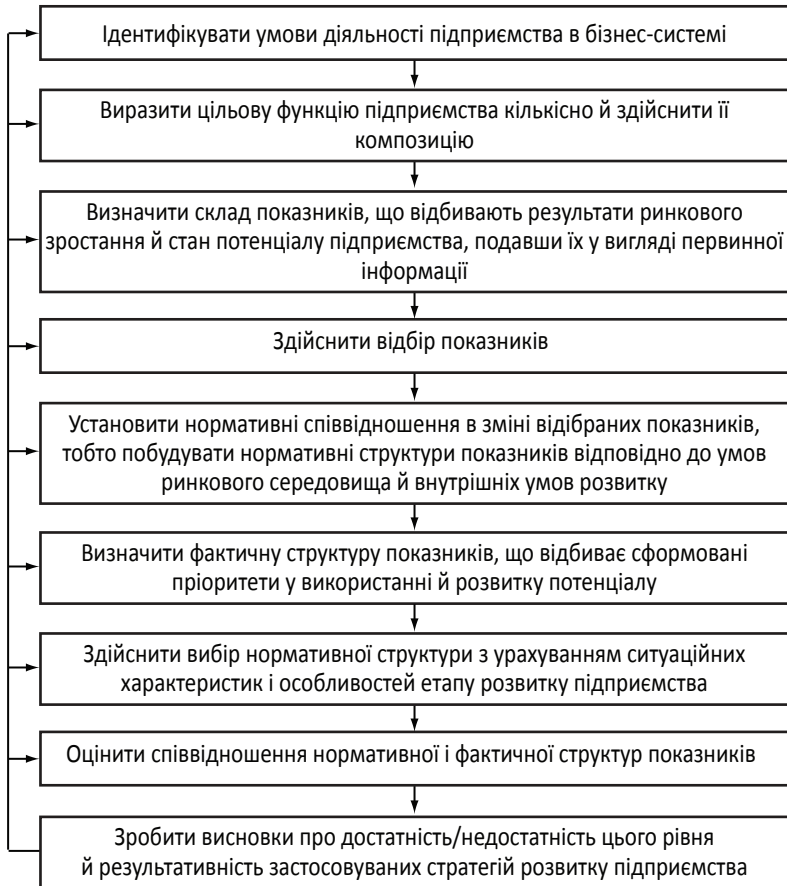 Ідентифікувати умови діяльності підприємства в бізнес-системі
Виразити цільову функцію підприємства кількісно й здійснити її
композицію
Визначити склад показників, що відбивають результати ринкового
зростання й стан потенціалу підприємства, подавши їх у вигляді первинної
інформації
Здійснити відбір показників
Установити нормативні співвідношення в зміні відібраних показників,
тобто побудувати нормативні структури показників відповідно до умов
ринкового середовища й внутрішніх умов розвитку
Визначити фактичну структуру показників, що відбиває сформовані
пріоритети у використанні й розвитку потенціалу
Здійснити вибір нормативної структури з урахуванням ситуаційних
характеристик і особливостей етапу розвитку підприємства
Оцінити співвідношення нормативної і фактичної структур показників
Зробити висновки про достатність/недостатність цього рівня
й результативність застосовуваних стратегій розвитку підприємства